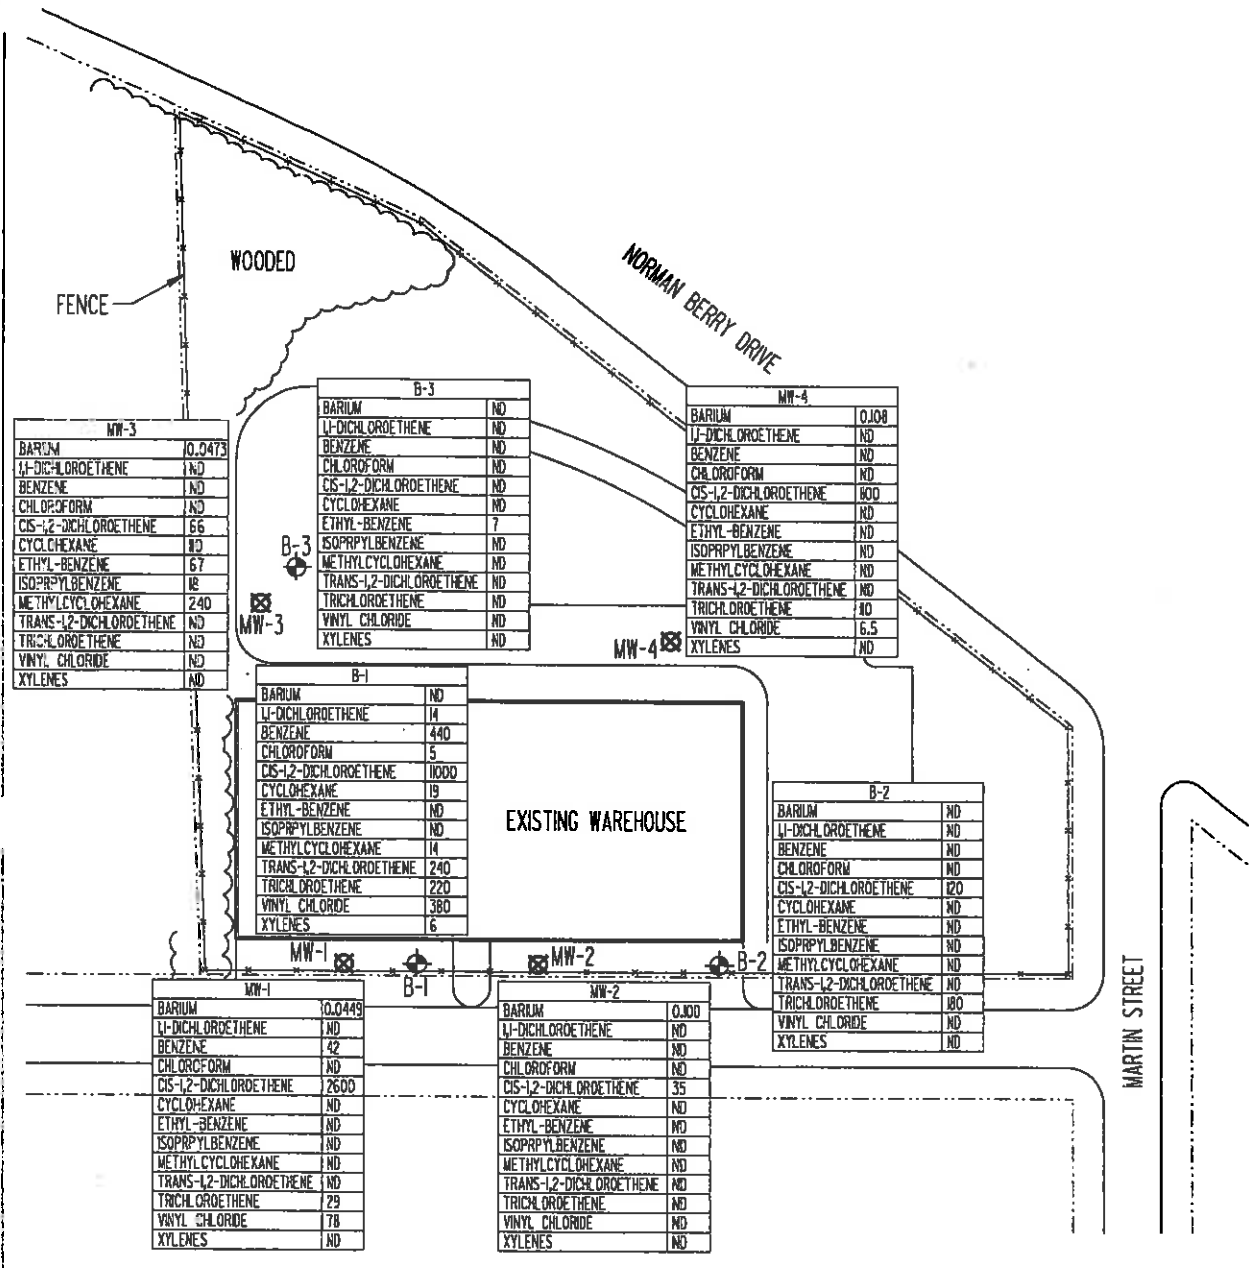 WOODED
FENCE
NORMAN BERRY DRIVE
B-3
BARIUM ND
1,1-DICHLOROETHENE ND
BENZENE ND
CHLOROFORM ND
CIS-1,2-DICHLOROETHENE ND
CYCLOHEXANE ND
ETHYL-BENZENE 7
ISOPRPYLBENZENE ND
METHYLCYCLOHEXANE ND
TRANS-1,2-DICHLOROETHENE ND
TRICHLOROETHENE ND
VINYL CHLORIDE ND
XYLENES ND
MW-4
BARIUM 0.108
1,1-DICHLOROETHENE ND
BENZENE ND
CHLOROFORM ND
CIS-1,2-DICHLOROETHENE 1100
CYCLOHEXANE ND
ETHYL-BENZENE ND
ISOPRPYLBENZENE ND
METHYLCYCLOHEXANE ND
TRANS-1,2-DICHLOROETHENE ND
TRICHLOROETHENE 110
VINYL CHLORIDE 6.5
XYLENES ND
MW-3
BARIUM 0.0473
1,1-DICHLOROETHENE ND
BENZENE ND
CHLOROFORM ND
CIS-1,2-DICHLOROETHENE 66
CYCLOHEXANE ND
ETHYL-BENZENE 67
ISOPRPYLBENZENE 18
METHYLCYCLOHEXANE 240
TRANS-1,2-DICHLOROETHENE ND
TRICHLOROETHENE ND
VINYL CHLORIDE ND
XYLENES ND
B-3
MW-3
MW-4
B-1
BARIUM ND
1,1-DICHLOROETHENE 14
BENZENE 440
CHLOROFORM 5
CIS-1,2-DICHLOROETHENE 11000
CYCLOHEXANE 19
ETHYL-BENZENE ND
ISOPRPYLBENZENE ND
METHYLCYCLOHEXANE 14
TRANS-1,2-DICHLOROETHENE 240
TRICHLOROETHENE 220
VINYL CHLORIDE 380
XYLENES 6
EXISTING WAREHOUSE
B-2
BARIUM ND
1,1-DICHLOROETHENE ND
BENZENE ND
CHLOROFORM ND
CIS-1,2-DICHLOROETHENE 120
CYCLOHEXANE ND
ETHYL-BENZENE ND
ISOPRPYLBENZENE ND
METHYLCYCLOHEXANE ND
TRANS-1,2-DICHLOROETHENE ND
TRICHLOROETHENE 180
VINYL CHLORIDE ND
XYLENES ND
MW-1
B-1
MW-2
B-2
MARTIN STREET
MW-1
BARIUM 0.0449
1,1-DICHLOROETHENE ND
BENZENE 42
CHLOROFORM ND
CIS-1,2-DICHLOROETHENE 2600
CYCLOHEXANE ND
ETHYL-BENZENE ND
ISOPRPYLBENZENE ND
METHYLCYCLOHEXANE ND
TRANS-1,2-DICHLOROETHENE ND
TRICHLOROETHENE 29
VINYL CHLORIDE 78
XYLENES ND
MW-2
BARIUM 0.100
1,1-DICHLOROETHENE ND
BENZENE ND
CHLOROFORM ND
CIS-1,2-DICHLOROETHENE 35
CYCLOHEXANE ND
ETHYL-BENZENE ND
ISOPRPYLBENZENE ND
METHYLCYCLOHEXANE ND
TRANS-1,2-DICHLOROETHENE ND
TRICHLOROETHENE ND
VINYL CHLORIDE ND
XYLENES ND